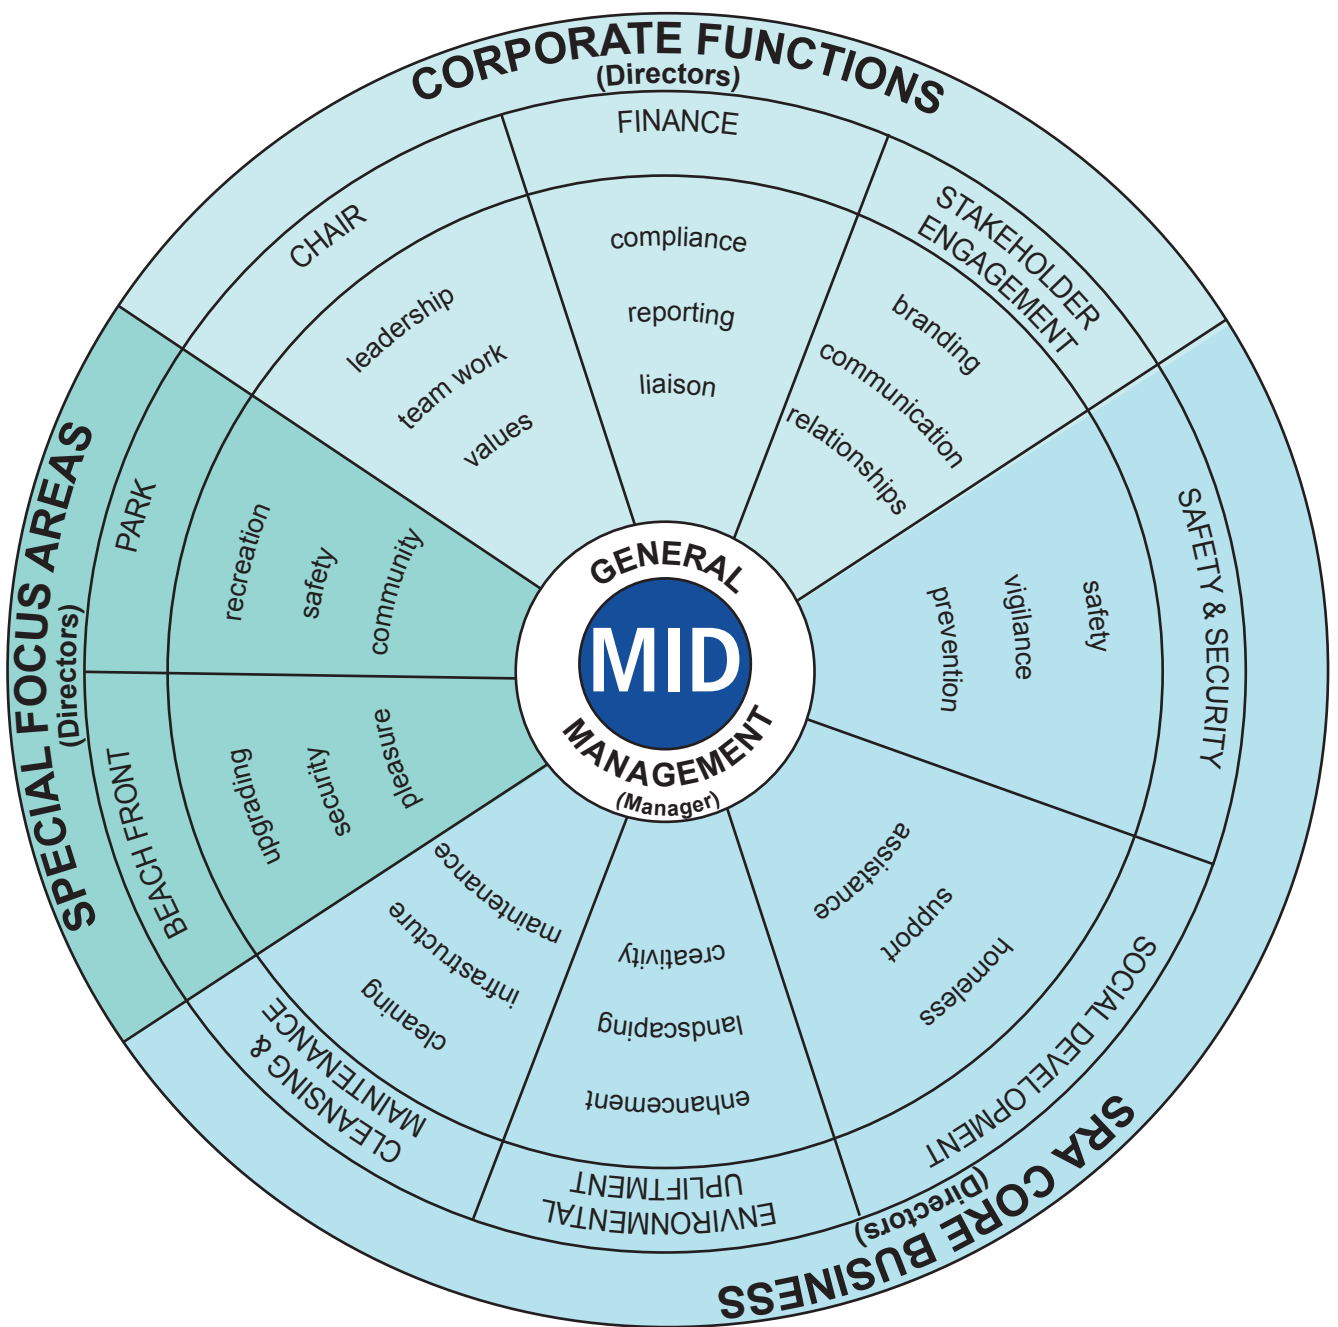 CORPORATE FUNCTIONS
(Directors)
CHAIR
leadership
team work
values
FINANCE
compliance
reporting
liaison
STAKEHOLDER
ENGAGEMENT
branding
communication
relationships
SAFETY & SECURITY
safety
vigilance
prevention
SOCIAL DEVELOPMENT
assistance
support
homeless
SRA CORE BUSINESS
(Directors)
ENVIRONMENTAL
UPLIFTMENT
creativity
landscaping
enhancement
CLEANSING &
MAINTENANCE
maintenance
infrastructure
cleaning
SPECIAL FOCUS AREAS
(Directors)
BEACH FRONT
upgrading
security
pleasure
PARK
recreation
safety
community
GENERAL
MID
MANAGEMENT
(Manager)